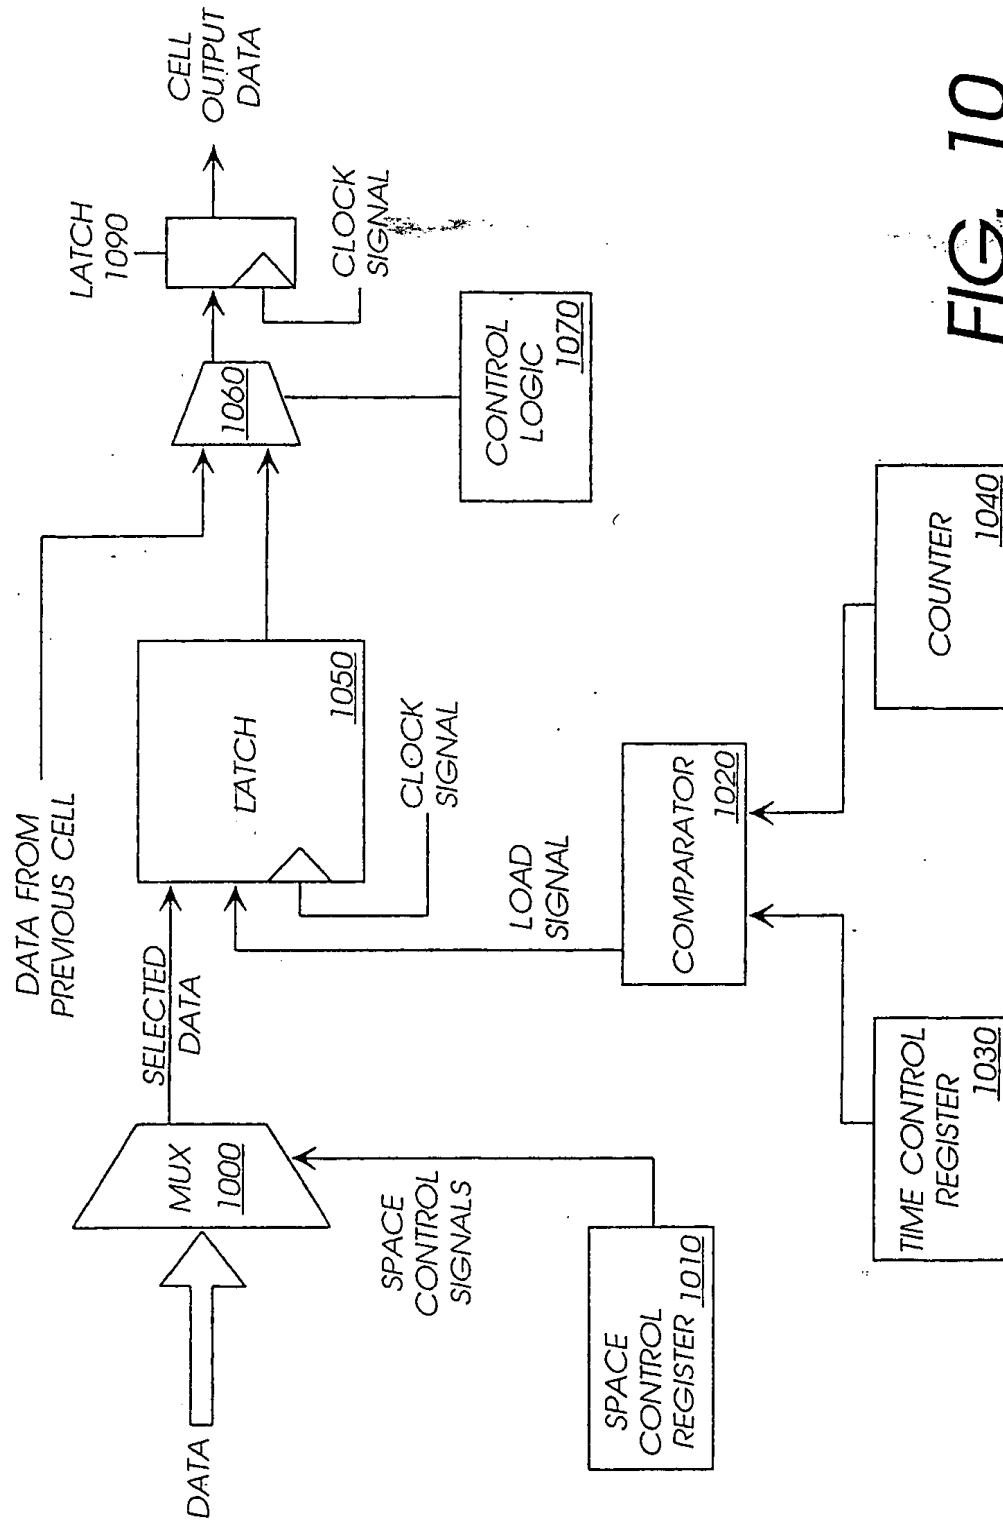 DATA
MUX
1000
SPACE
CONTROL
SIGNALS
SPACE
CONTROL
REGISTER 1010
SELECTED
DATA
DATA FROM
PREVIOUS CELL
LATCH
1050
CLOCK
SIGNAL
LOAD
SIGNAL
COMPARATOR
1020
TIME CONTROL
REGISTER
1030
COUNTER
1040
1060
CONTROL
LOGIC
1070
LATCH
1090
CLOCK
SIGNAL
CELL
OUTPUT
DATA
FIG. 10